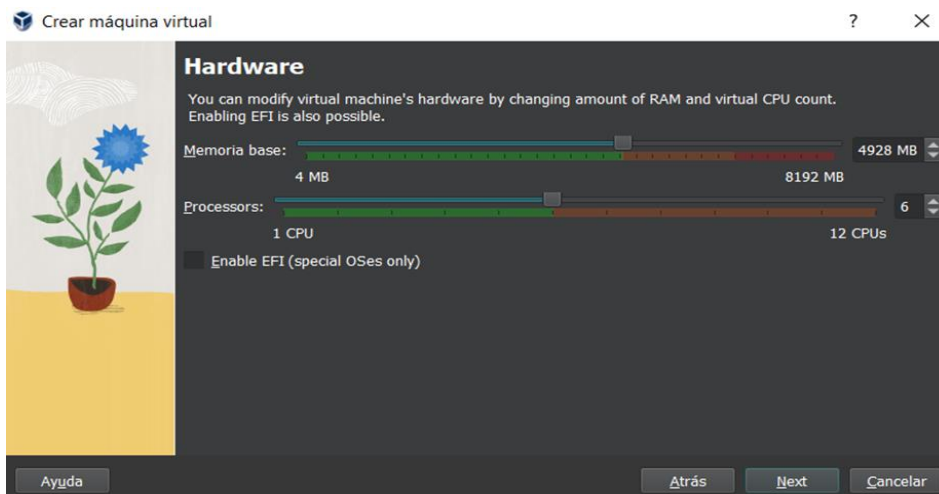 Crear máquina virtual
Hardware
You can modify virtual machine's hardware by changing amount of RAM and virtual CPU count.
Enabling EFI is also possible.
Memoria base: 4928 MB
4 MB 8192 MB
Processors: 6
1 CPU 12 CPUs
Enable EFI (special OSes only)
Ayuda Atrás Next Cancelar